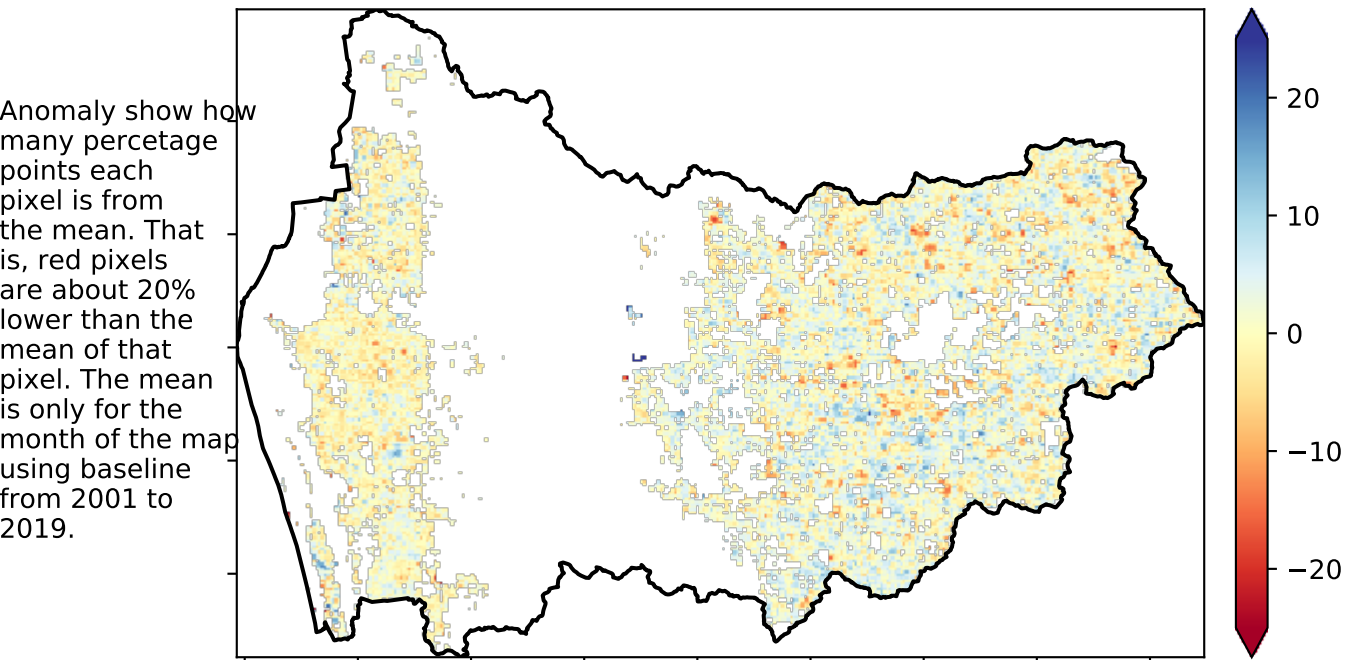 Anomaly show how
many percetage
points each
pixel is from
the mean. That
is, red pixels
are about 20%
lower than the
mean of that
pixel. The mean
is only for the
month of the map
using baseline
from 2001 to
2019.
20
10
0
−10
−20